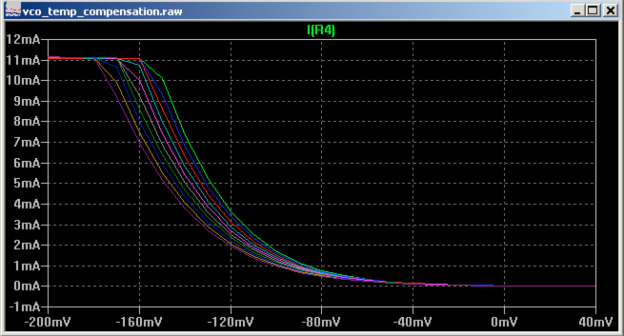 vco_temp_compensation.raw
I(R4)
12mA
11mA
10mA
9mA
8mA
7mA
6mA
5mA
4mA
3mA
2mA
1mA
0mA
-1mA
-200mV -160mV -120mV -80mV -40mV 0mV 40mV